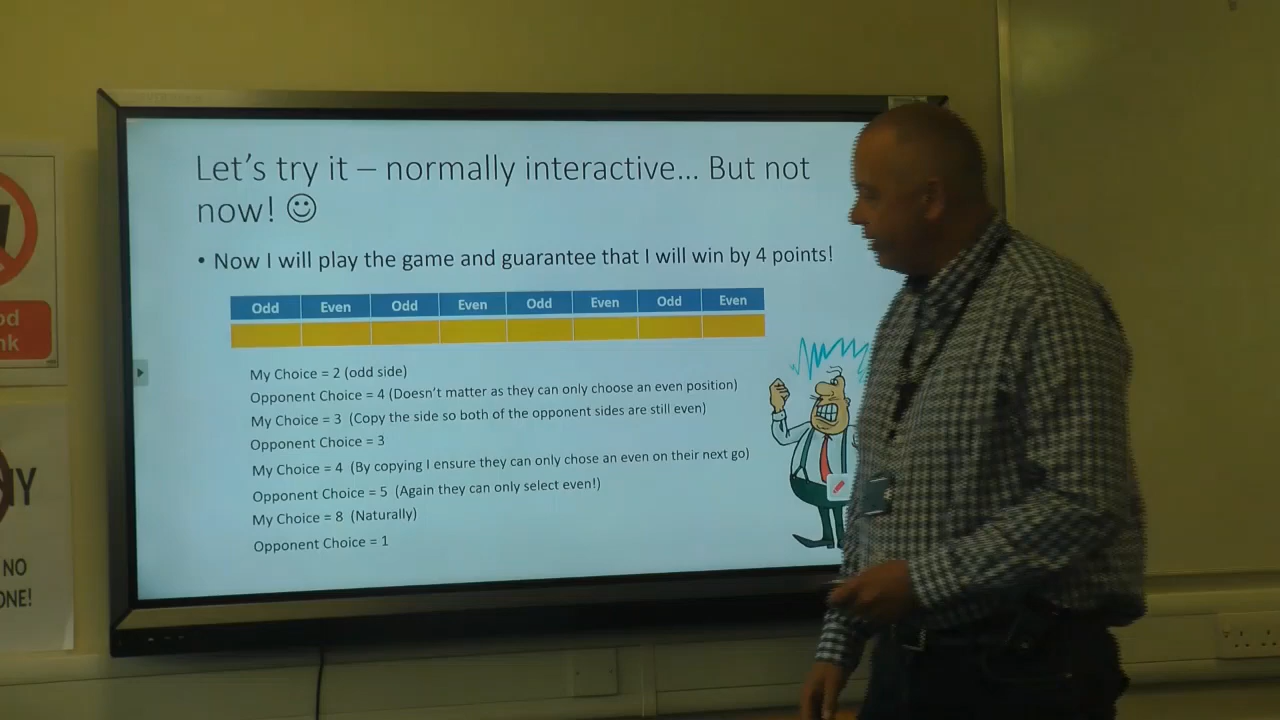 Let's try it – normally interactive... But not
now! ☺
• Now I will play the game and guarantee that I will win by 4 points!
Odd Even Odd Even Odd Even Odd Even
My Choice = 2 (odd side)
Opponent Choice = 4 (Doesn't matter as they can only choose an even position)
My Choice = 3 (Copy the side so both of the opponent sides are still even)
Opponent Choice = 3
My Choice = 4 (By copying I ensure they can only chose an even on their next go)
Opponent Choice = 5 (Again they can only select even!)
My Choice = 8 (Naturally)
Opponent Choice = 1
od
nk
Y
NO
ONE!